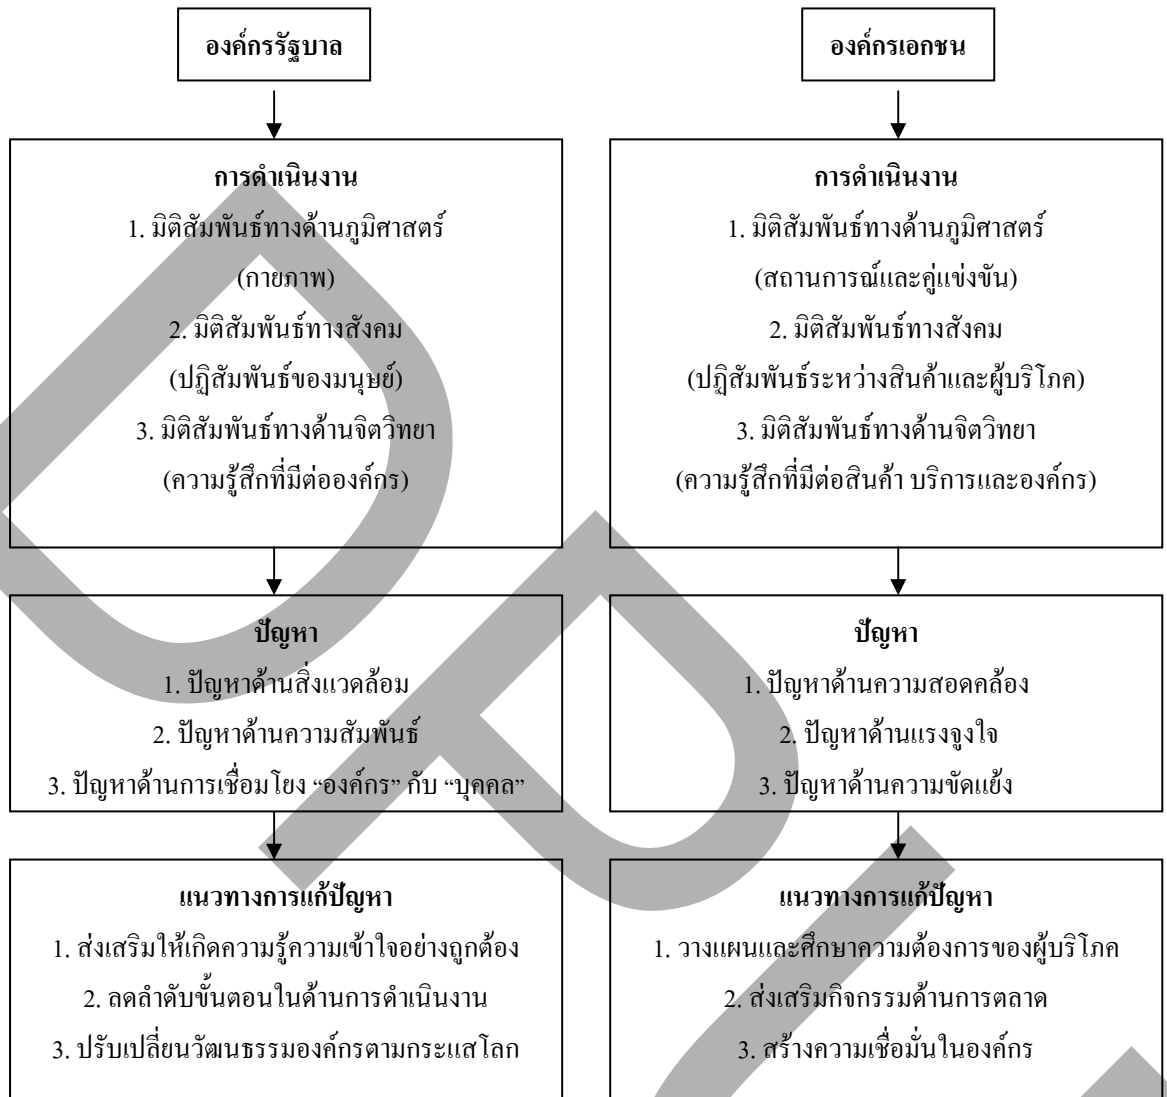 องค์กรรัฐบาล
การดำเนินงาน
1. มิติสัมพันธ์ทางด้านภูมิศาสตร์
(กายภาพ)
2. มิติสัมพันธ์ทางสังคม
(ปฏิสัมพันธ์ของมนุษย์)
3. มิติสัมพันธ์ทางด้านจิตวิทยา
(ความรู้สึกที่มีต่อองค์กร)
ปัญหา
1. ปัญหาด้านสิ่งแวดล้อม
2. ปัญหาด้านความสัมพันธ์
3. ปัญหาด้านการเชื่อมโยง “องค์กร” กับ “บุคคล”
แนวทางการแก้ปัญหา
1. ส่งเสริมให้เกิดความรู้ความเข้าใจอย่างถูกต้อง
2. ลดลำดับขั้นตอนในด้านการดำเนินงาน
3. ปรับเปลี่ยนวัฒนธรรมองค์กรตามกระแสโลก
องค์กรเอกชน
การดำเนินงาน
1. มิติสัมพันธ์ทางด้านภูมิศาสตร์
(สถานการณ์และคู่แข่งขัน)
2. มิติสัมพันธ์ทางสังคม
(ปฏิสัมพันธ์ระหว่างสินค้าและผู้บริโภค)
3. มิติสัมพันธ์ทางด้านจิตวิทยา
(ความรู้สึกที่มีต่อสินค้า บริการและองค์กร)
ปัญหา
1. ปัญหาด้านความสอดคล้อง
2. ปัญหาด้านแรงจูงใจ
3. ปัญหาด้านความขัดแย้ง
แนวทางการแก้ปัญหา
1. วางแผนและศึกษาความต้องการของผู้บริโภค
2. ส่งเสริมกิจกรรมด้านการตลาด
3. สร้างความเชื่อมั่นในองค์กร